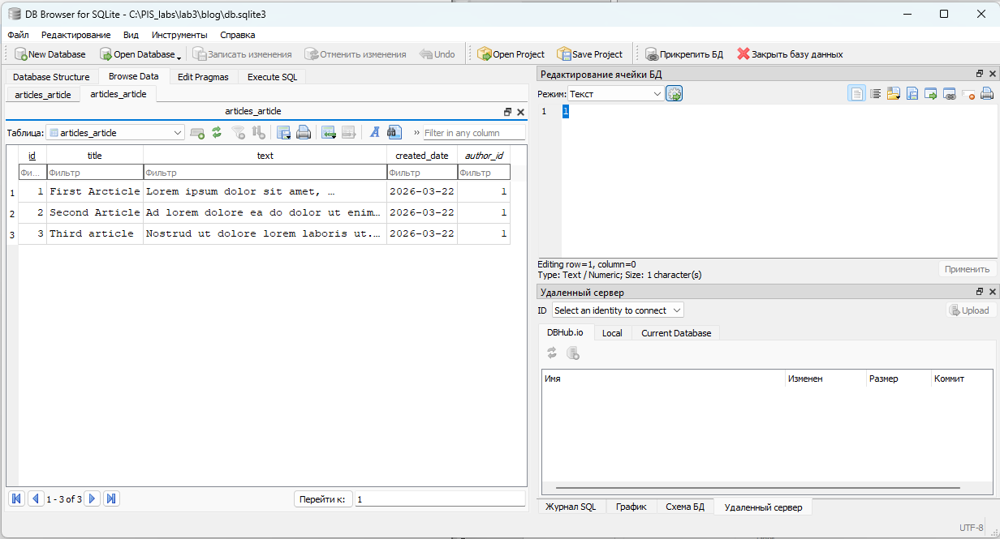 DB Browser for SQLite - C:\PIS_labs\lab3\blog\db.sqlite3
Файл Редактирование Вид Инструменты Справка
New Database Open Database Записать изменения Отменить изменения Undo Open Project Save Project Прикрепить БД Закрыть базу данных
Database Structure Browse Data Edit Pragmas Execute SQL
articles_article articles_article
articles_article
Таблица: articles_article » Filter in any column
id title text created_date author_id
Фи... Фильтр Фильтр Фильтр Фильтр
1 1 First Arcticle Lorem ipsum dolor sit amet, … 2026-03-22 1
2 2 Second Article Ad lorem dolore ea do dolor ut enim… 2026-03-22 1
3 3 Third article Nostrud ut dolore lorem laboris ut.… 2026-03-22 1
1 - 3 of 3 Перейти к: 1
Редактирование ячейки БД
Режим: Текст
1 1
Editing row=1, column=0
Type: Text / Numeric; Size: 1 character(s)
Применить
Удаленный сервер
ID Select an identity to connect Upload
DBHub.io Local Current Database
Имя Изменен Размер Коммит
Журнал SQL График Схема БД Удаленный сервер
UTF-8